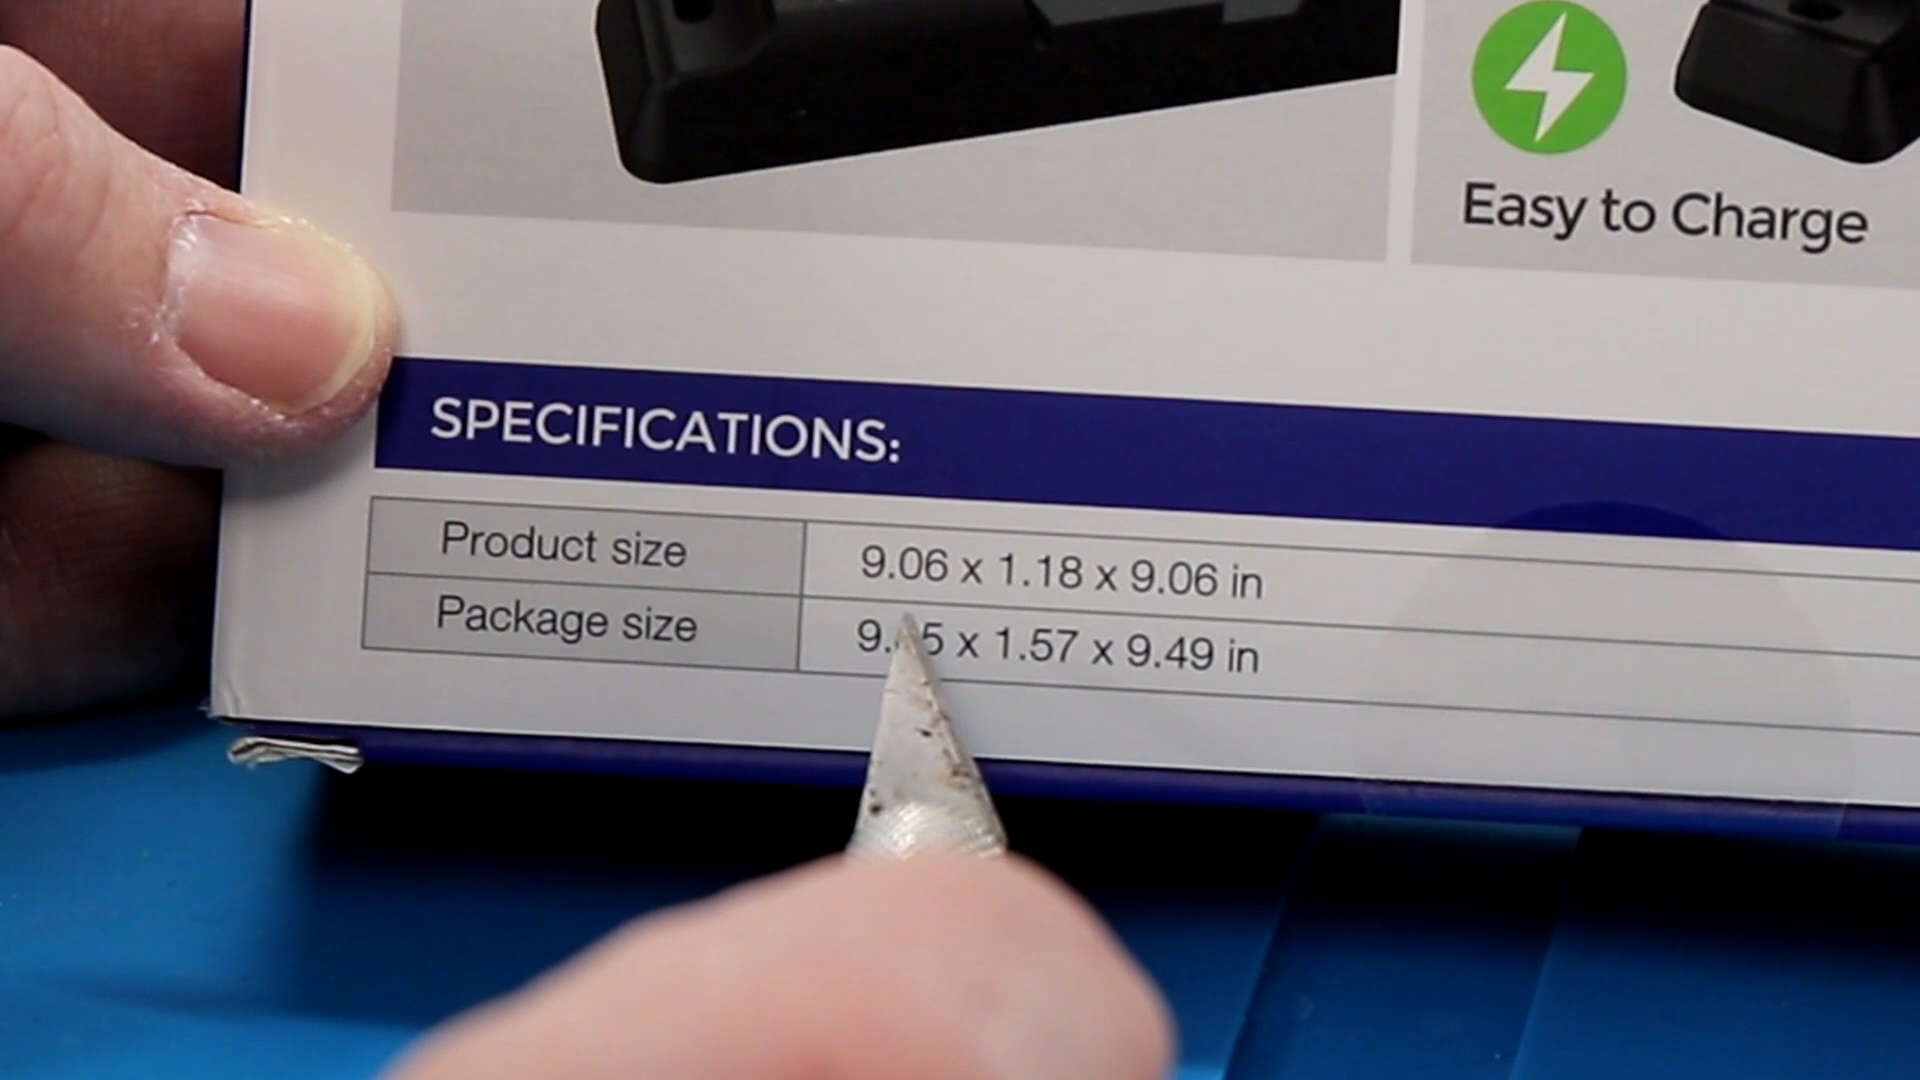 Easy to Charge
SPECIFICATIONS:
Product size 9.06 x 1.18 x 9.06 in
Package size x 1.57 x 9.49 in